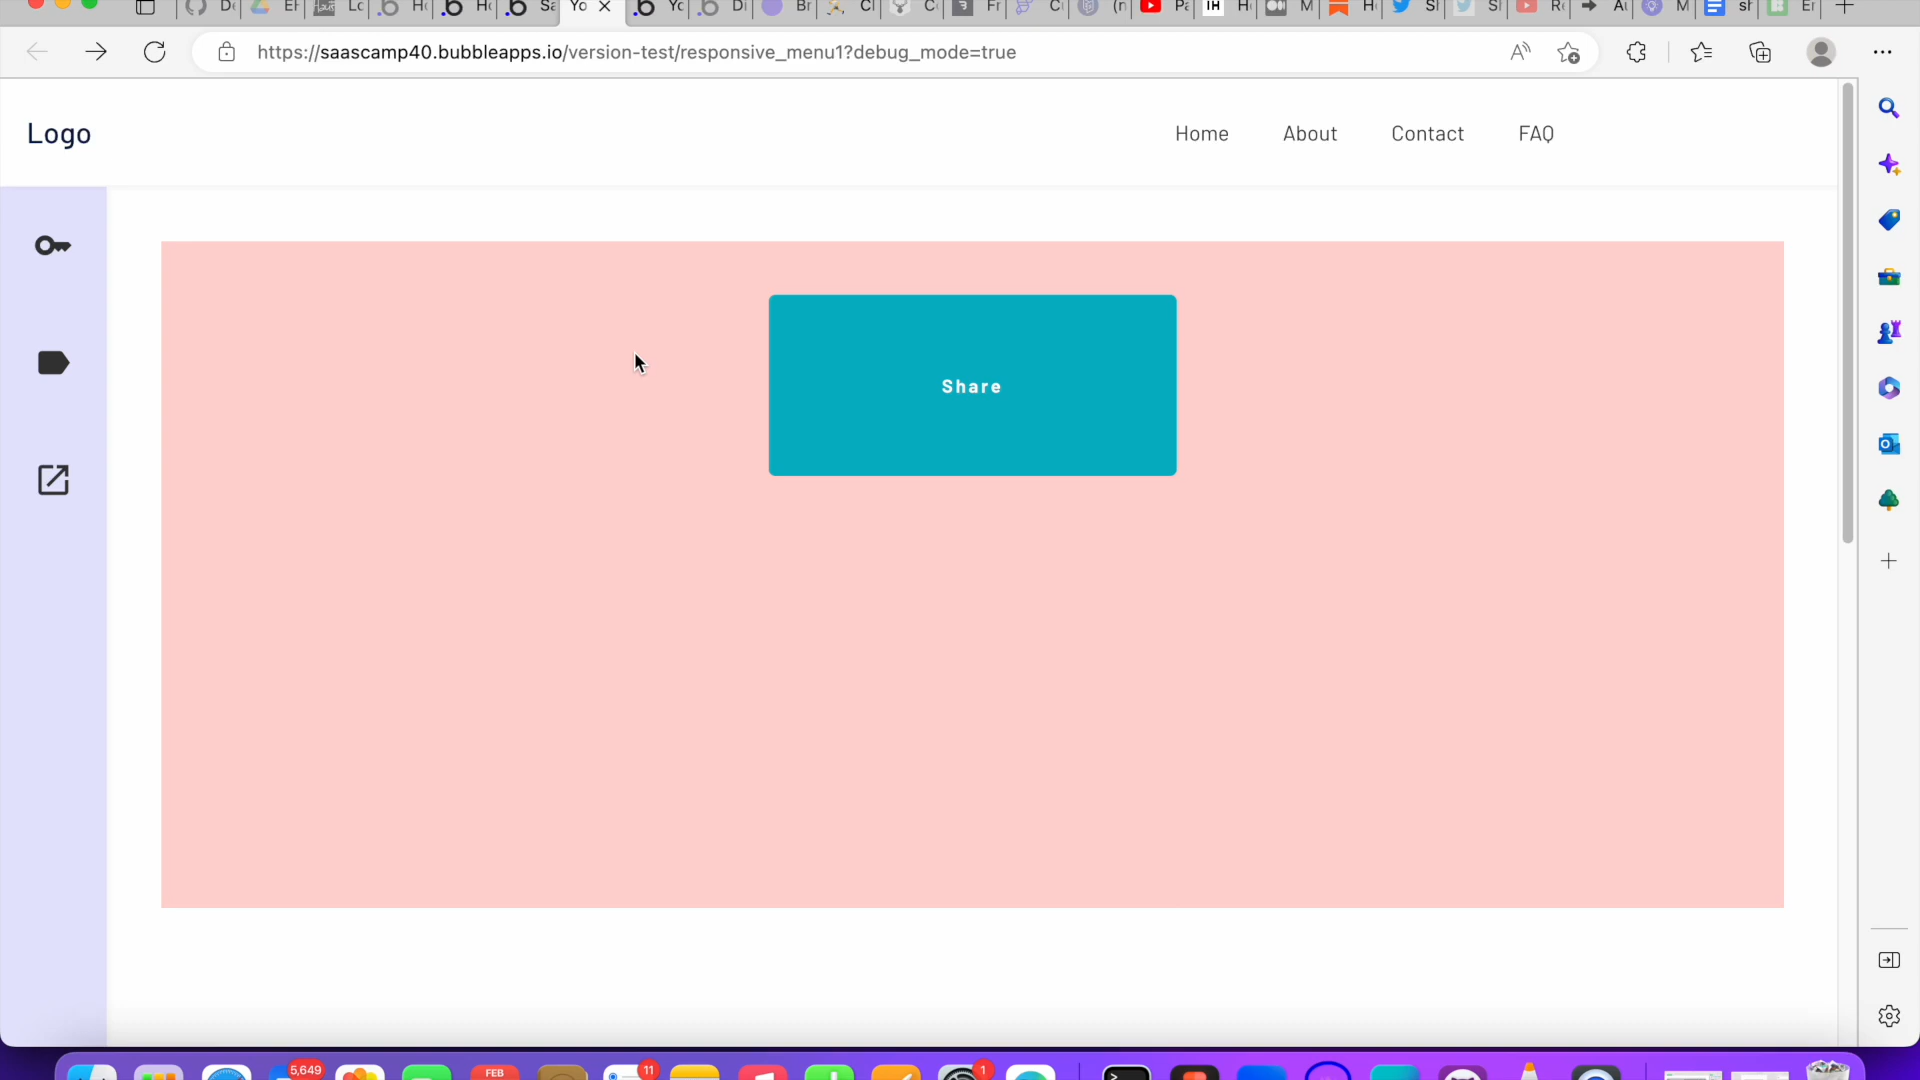 https://saascamp40.bubbleapps.io/version-test/responsive_menu1?debug_mode=true
Logo
Home
About
Contact
FAQ
Share
5,649
FEB
11
1